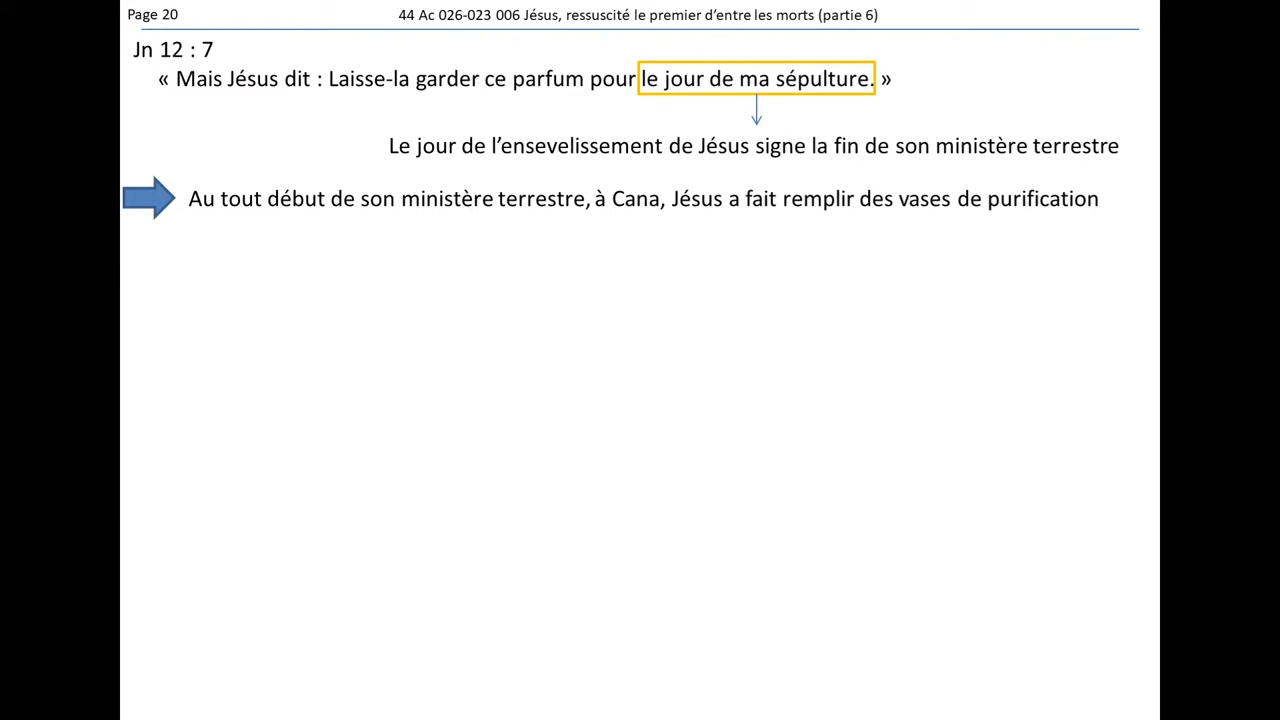 Page 20
44 Ac 026-023 006 Jésus, ressuscité le premier d’entre les morts (partie 6)
Jn 12 : 7
« Mais Jésus dit : Laisse-la garder ce parfum pour le jour de ma sépulture. »
Le jour de l’ensevelissement de Jésus signe la fin de son ministère terrestre
Au tout début de son ministère terrestre, à Cana, Jésus a fait remplir des vases de purification